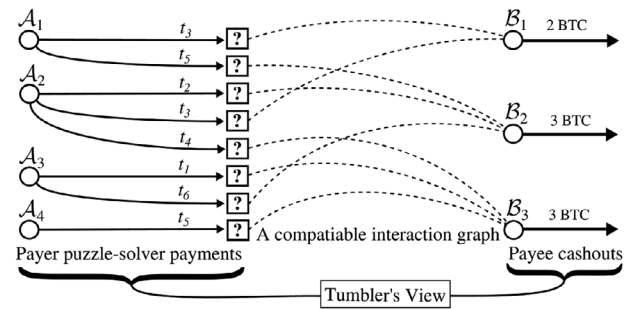 A1 t3 ? B1 2 BTC
t5 ?
A2 t2 ?
t3 ? B2 3 BTC
t4 ?
A3 t1 ?
t6 ?
A4 t5 ? B3 3 BTC
A compatiable interaction graph
Payer puzzle-solver payments Payee cashouts
Tumbler's View